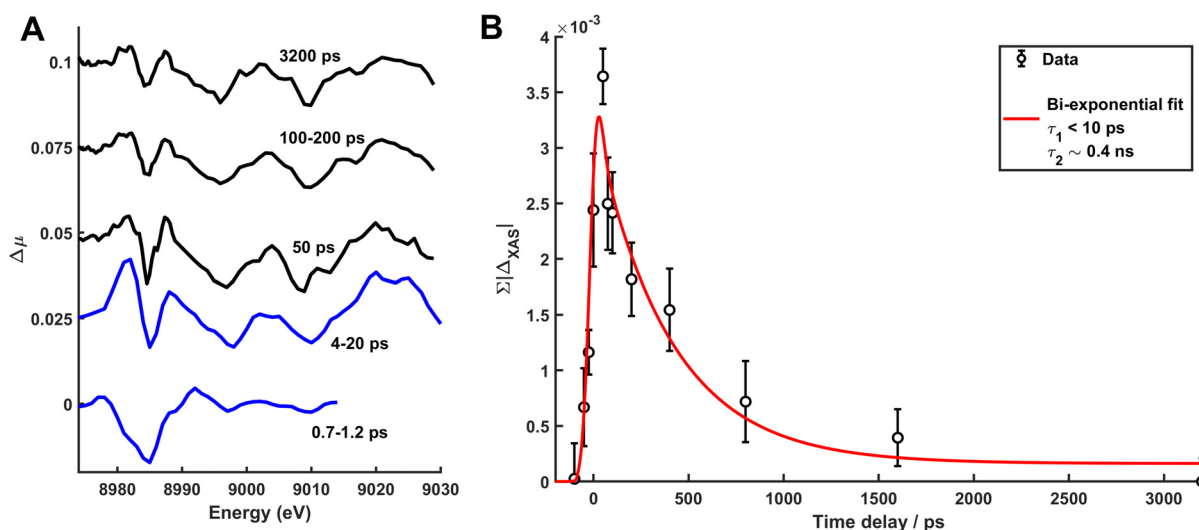 A
3200 ps
100-200 ps
50 ps
4-20 ps
0.7-1.2 ps
0.1
0.075
0.05
0.025
0
Δμ
8980 8990 9000 9010 9020 9030
Energy (eV)
B
×10⁻³
4
3.5
3
2.5
2
1.5
1
0.5
0
Σ|Δ_XAS|
0 500 1000 1500 2000 2500 3000
Time delay / ps
Data
Bi-exponential fit
τ₁ < 10 ps
τ₂ ∼ 0.4 ns